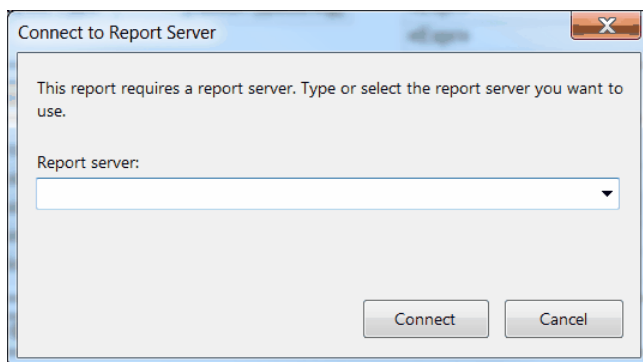 Connect to Report Server
This report requires a report server. Type or select the report server you want to
use.
Report server:
Connect
Cancel